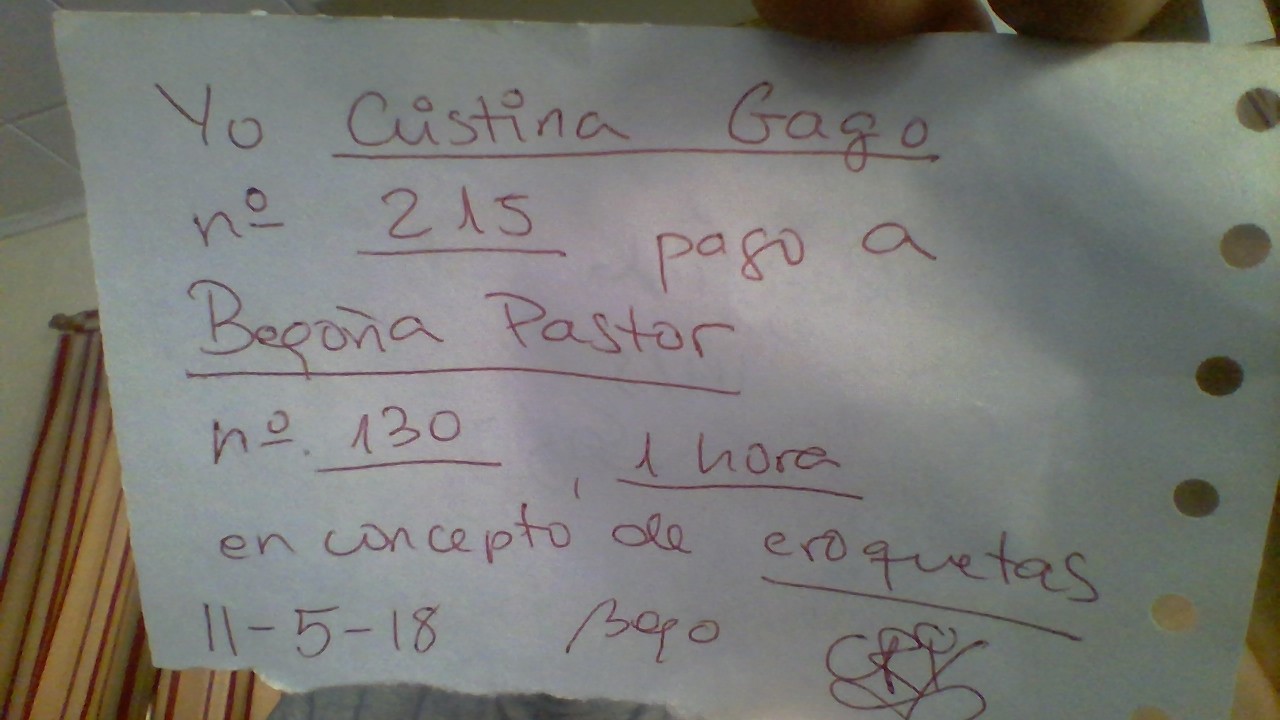 Yo Cristina Gago
nº 215 pago a
Begoña Pastor
nº. 130, 1 hora
en concepto de croquetas
11-5-18 Bego